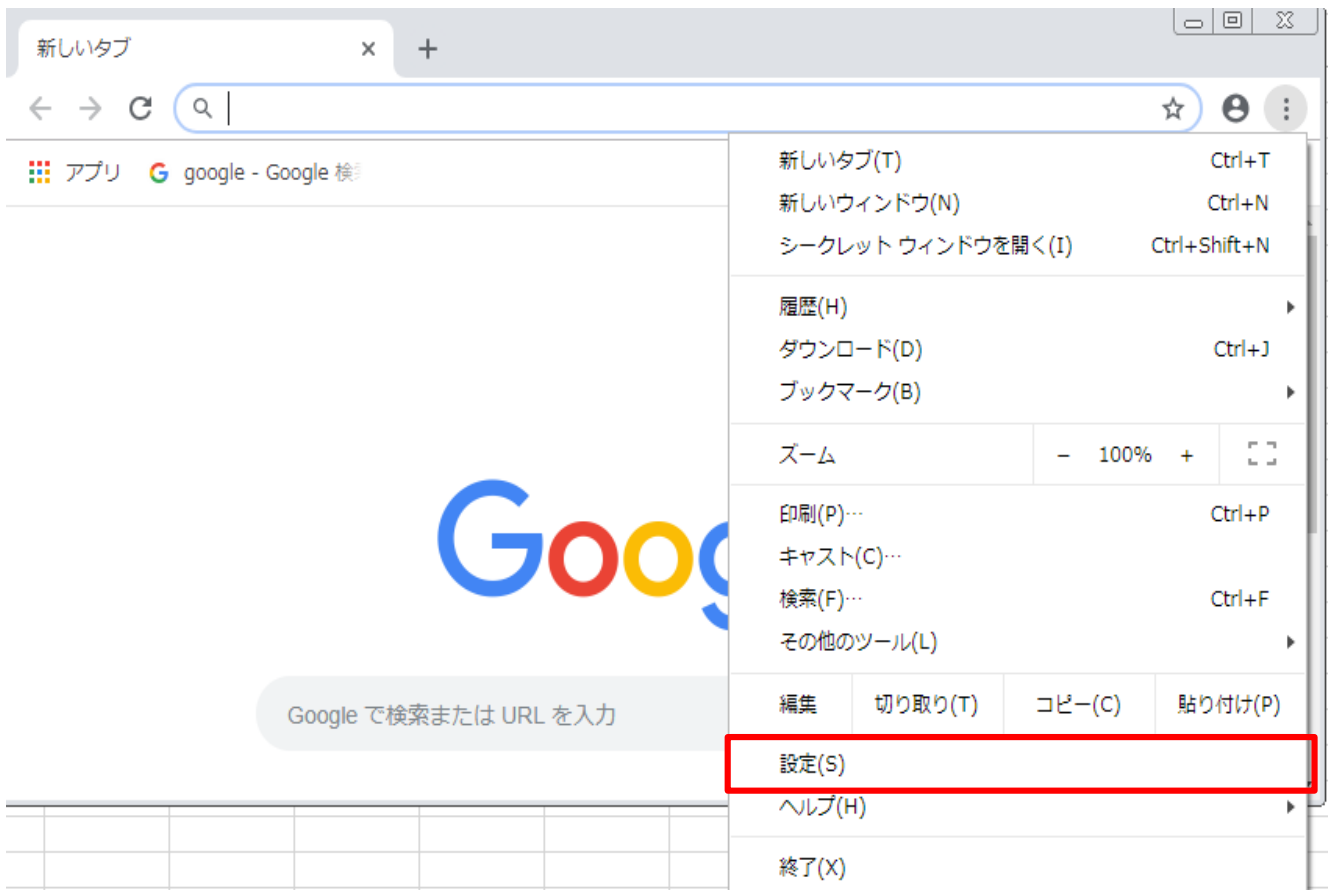 新しいタブ
アプリ
google - Google 検
新しいタブ(T) Ctrl+T
新しいウィンドウ(N) Ctrl+N
シークレット ウィンドウを開く(I) Ctrl+Shift+N
履歴(H)
ダウンロード(D) Ctrl+J
ブックマーク(B)
ズーム - 100% +
印刷(P)…
Ctrl+P
キャスト(C)…
検索(F)… Ctrl+F
その他のツール(L)
編集 切り取り(T) コピー(C) 貼り付け(P)
設定(S)
ヘルプ(H)
終了(X)
Goog
Google で検索または URL を入力